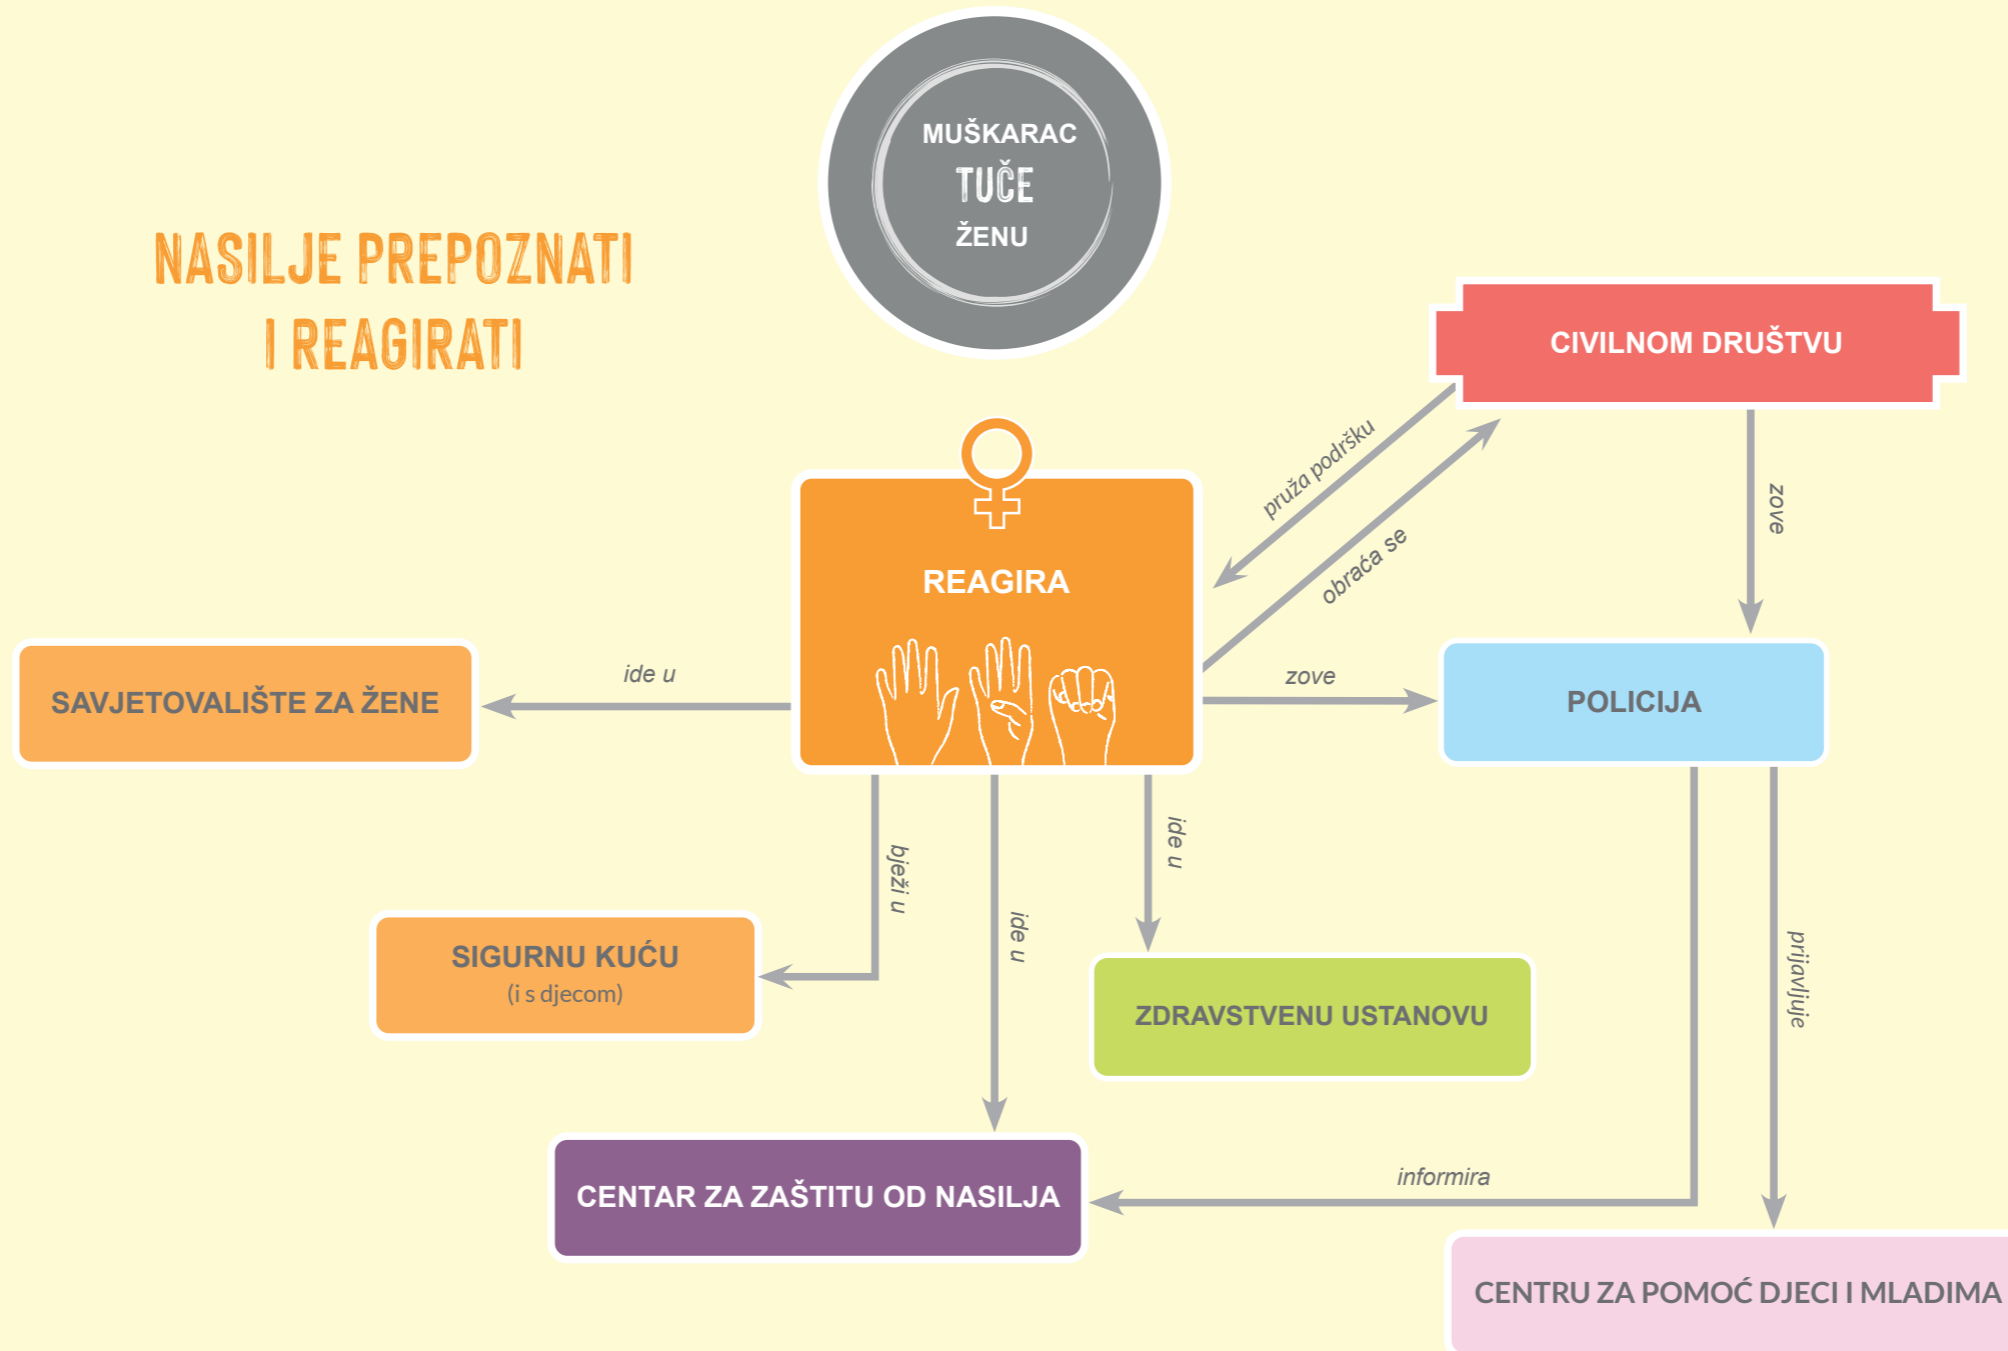 MUŠKARAC
TUČE
ŽENU
NASILJE PREPOZNATI
I REAGIRATI
CIVILNOM DRUŠTVU
pruža podršku
obraća se
zove
REAGIRA
ide u
SAVJETOVALIŠTE ZA ŽENE
zove
POLICIJA
bježi u
ide u
ide u
SIGURNU KUĆU
(i s djecom)
ZDRAVSTVENU USTANOVU
prijavljuje
CENTAR ZA ZAŠTITU OD NASILJA
informira
CENTRU ZA POMOĆ DJECI I MLADIMA